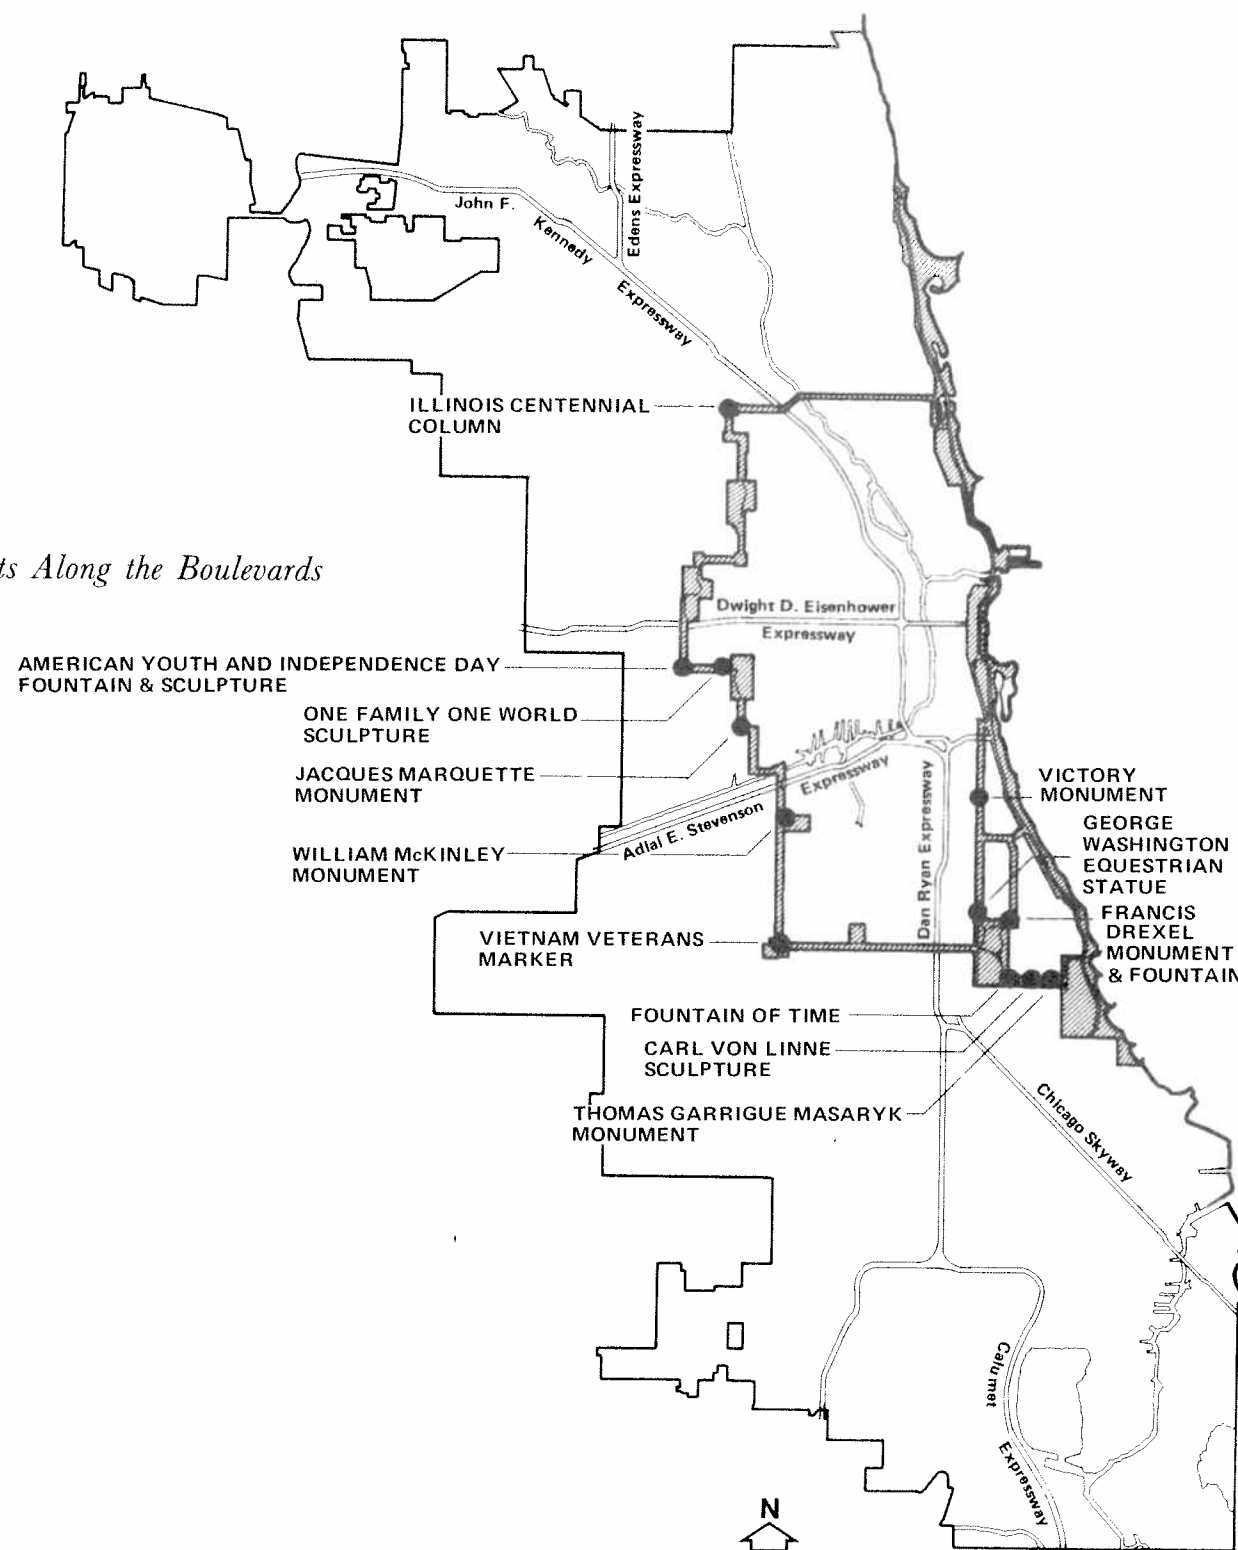 John F.
Kennedy
Expressway
Edens Expressway
ILLINOIS CENTENNIAL
COLUMN
Along the Boulevards
Dwight D. Eisenhower
Expressway
AMERICAN YOUTH AND INDEPENDENCE DAY
FOUNTAIN & SCULPTURE
ONE FAMILY ONE WORLD
SCULPTURE
JACQUES MARQUETTE
MONUMENT
WILLIAM McKINLEY
MONUMENT
Adlai E. Stevenson
Expressway
Dan Ryan Expressway
VICTORY
MONUMENT
GEORGE
WASHINGTON
EQUESTRIAN
STATUE
FRANCIS
DREXEL
MONUMENT
& FOUNTAIN
VIETNAM VETERANS
MARKER
FOUNTAIN OF TIME
CARL VON LINNE
SCULPTURE
THOMAS GARRIGUE MASARYK
MONUMENT
Chicago Skyway
Calumet
Expressway
N